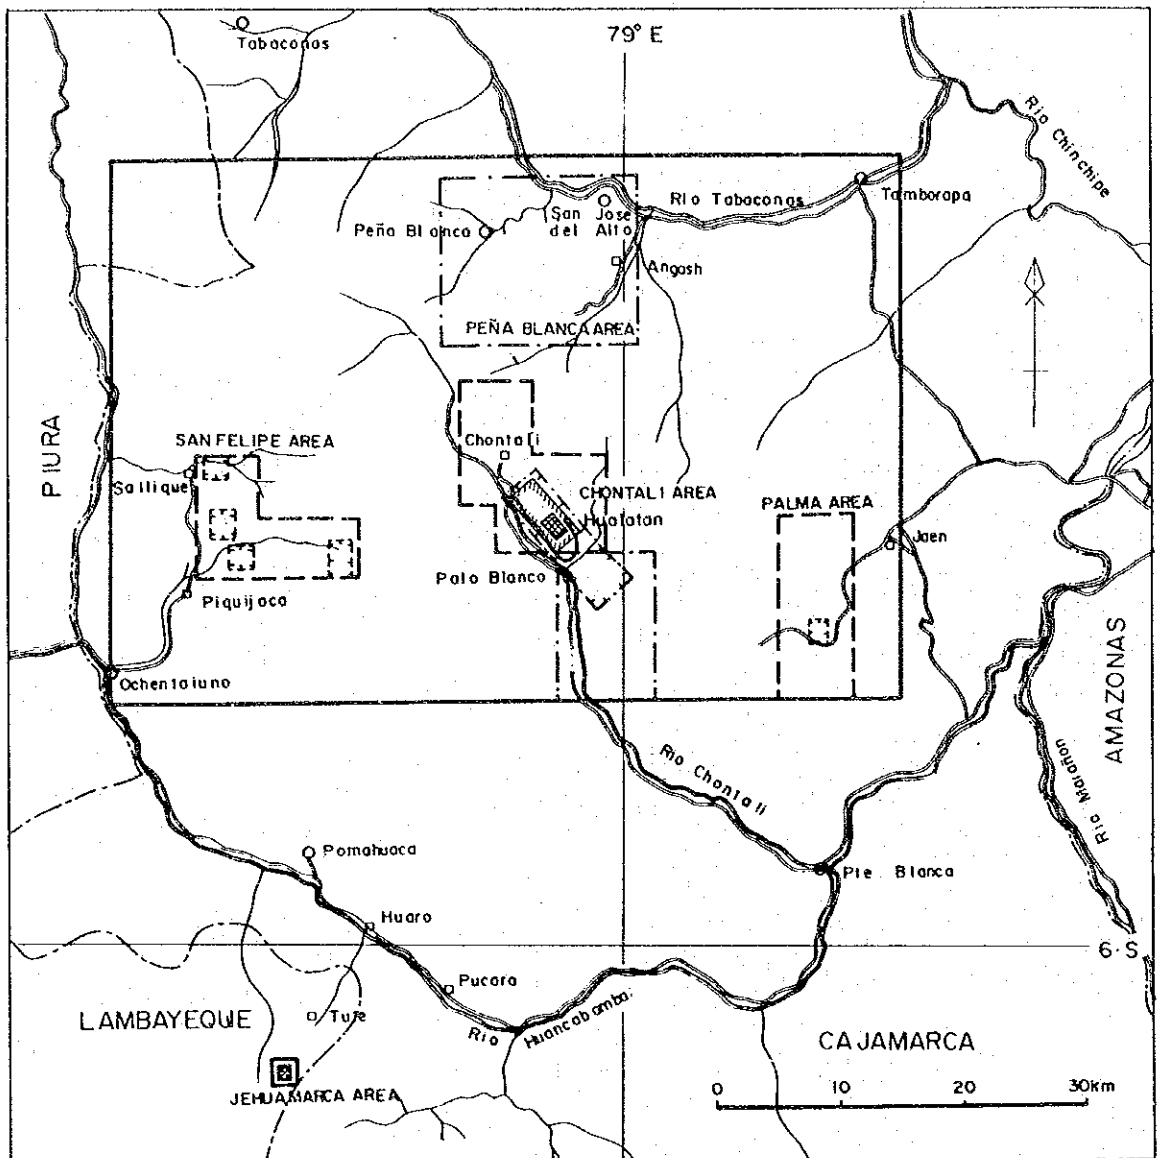 79° E
Tabaconas
Rio Chinchipe
Rio Tabaconas
Tamborapa
San Jose
del Alto
Peña Blanca
Angash
PEÑA BLANCA AREA
PIURA
SAN FELIPE AREA
Chontali
Sallique
CHONTALI AREA
PALMA AREA
Hualatan
Jaen
Palo Blanco
Piquijaca
AMAZONAS
Ochentaiuno
Rio Chontali
Rio Marañon
Pomahuaca
Pte. Blanca
Huaro
6° S
Pucara
LAMBAYEQUE
Tute
Rio Huancabamba
CAJAMARCA
JEHUAMARCA AREA
0 10 20 30km